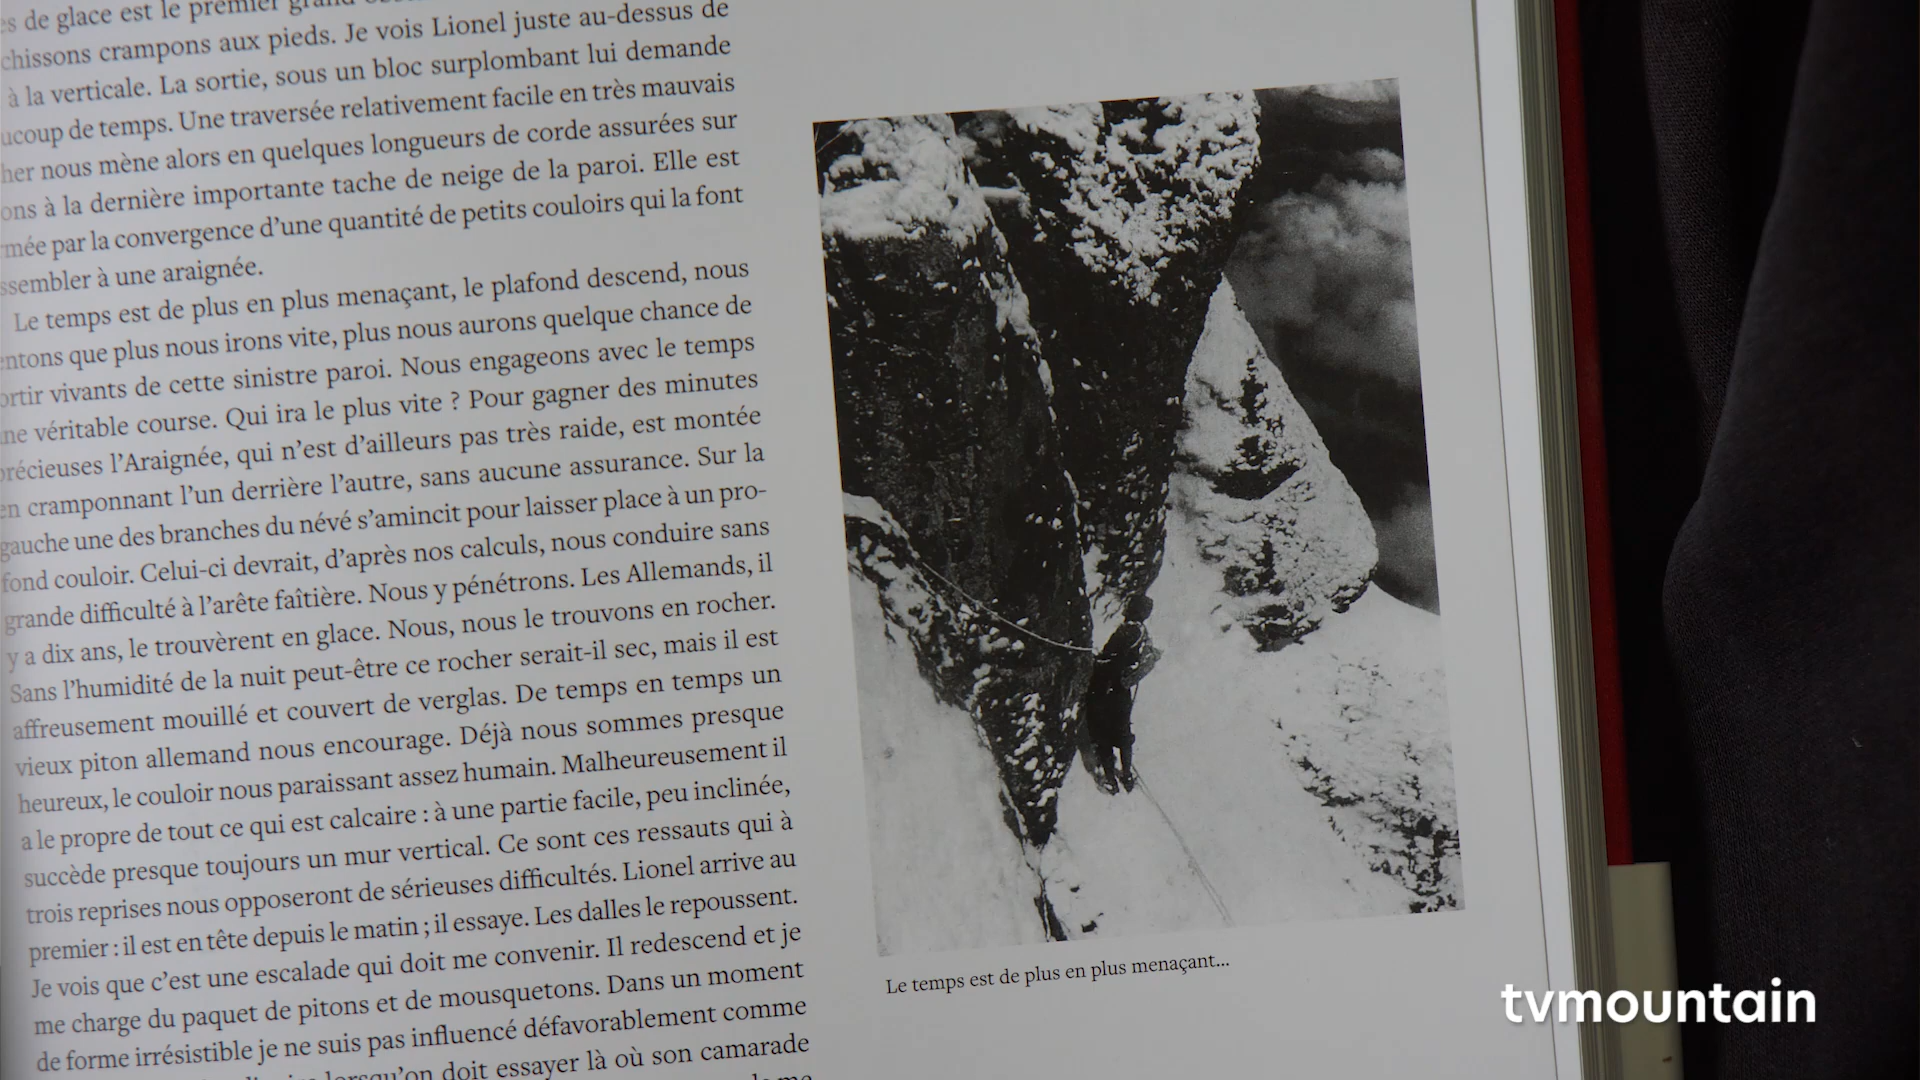 de glace est le premier
chissons crampons aux pieds. Je vois Lionel juste au-dessus de
à la verticale. La sortie, sous un bloc surplombant lui demande
ucoup de temps. Une traversée relativement facile en très mauvais
her nous mène alors en quelques longueurs de corde assurées sur
ons à la dernière importante tache de neige de la paroi. Elle est
mée par la convergence d’une quantité de petits couloirs qui la font
ssembler à une araignée.
Le temps est de plus en plus menaçant, le plafond descend, nous
entons que plus nous irons vite, plus nous aurons quelque chance de
ortir vivants de cette sinistre paroi. Nous engageons avec le temps
ne véritable course. Qui ira le plus vite ? Pour gagner des minutes
précieuses l’Araignée, qui n’est d’ailleurs pas très raide, est montée
en cramponnant l’un derrière l’autre, sans aucune assurance. Sur la
gauche une des branches du névé s’amincit pour laisser place à un pro-
fond couloir. Celui-ci devrait, d’après nos calculs, nous conduire sans
grande difficulté à l’arête faîtière. Nous y pénétrons. Les Allemands, il
y a dix ans, le trouvèrent en glace. Nous, nous le trouvons en rocher.
Sans l’humidité de la nuit peut-être ce rocher serait-il sec, mais il est
affreusement mouillé et couvert de verglas. De temps en temps un
vieux piton allemand nous encourage. Déjà nous sommes presque
heureux, le couloir nous paraissant assez humain. Malheureusement il
a le propre de tout ce qui est calcaire : à une partie facile, peu inclinée,
succède presque toujours un mur vertical. Ce sont ces ressauts qui à
trois reprises nous opposeront de sérieuses difficultés. Lionel arrive au
premier : il est en tête depuis le matin ; il essaye. Les dalles le repoussent.
Je vois que c’est une escalade qui doit me convenir. Il redescend et je
me charge du paquet de pitons et de mousquetons. Dans un moment
de forme irrésistible je ne suis pas influencé défavorablement comme
lorsqu’on doit essayer là où son camarade
Le temps est de plus en plus menaçant...
tvmountain